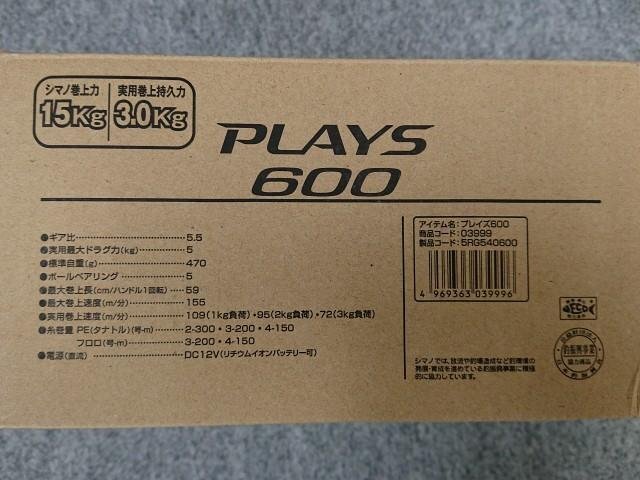 シマノ巻上力 実用巻上持久力
15Kg 3.0Kg
PLAYS
600
●ギア比 5.5
●実用最大ドラグ力(kg) 5
●標準自重(g) 470
●ボールベアリング 5
●最大巻上長(cm/ハンドル1回転) 59
●最大巻上速度(m/分) 155
●実用巻上速度(m/分) 109(1kg負荷)・95(2kg負荷)・72(3kg負荷)
●糸巻量 PE(タナトル)(号-m) 2-300・3-200・4-150
フロロ(号-m) 3-200・4-150
●電源(直流) DC12V(リチウムイオンバッテリー可)
アイテム名:プレイズ600
商品コード:03999
製品コード:5RG540600
4 969363 039996
シマノでは、放流や釣場造成など釣環境の
発展・育成を進めている釣振興事業に積極
的に協力しています。
釣振興事業
協力商品